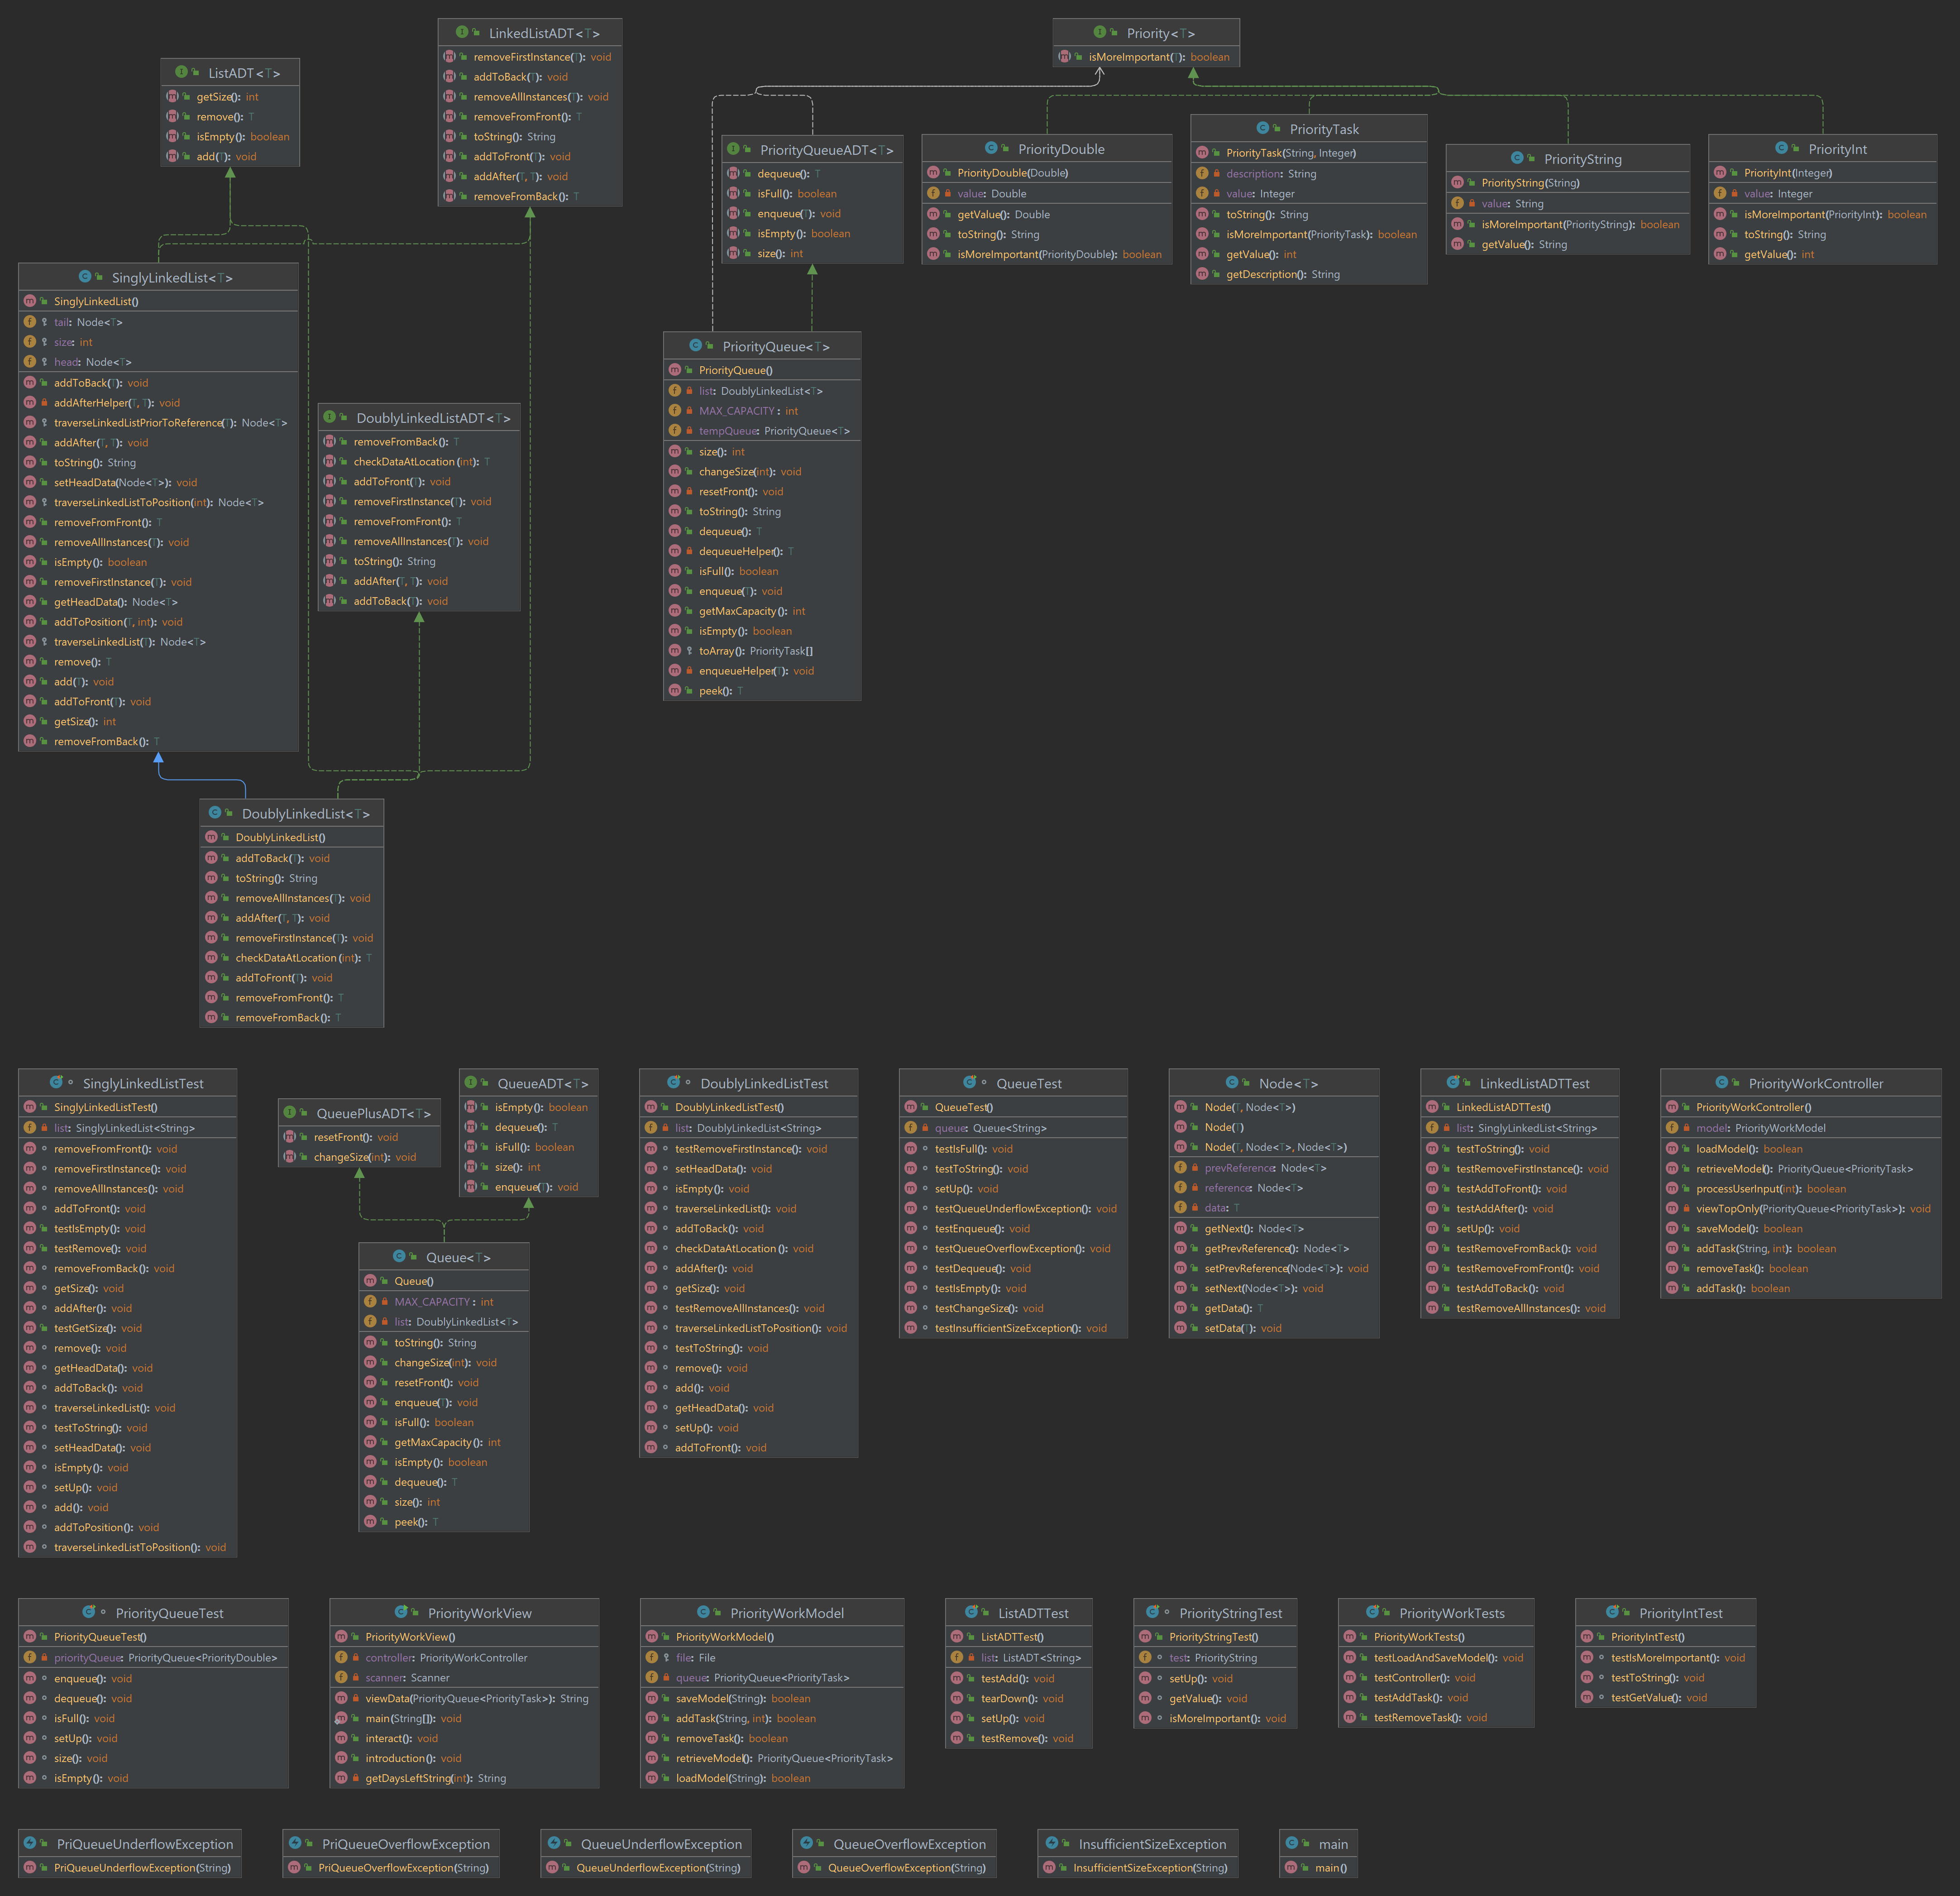 LinkedListADT<T>
removeFirstInstance(T): void
addToBack(T): void
removeAllInstances(T): void
removeFromFront(): T
toString(): String
addToFront(T): void
addAfter(T, T): void
removeFromBack(): T
Priority<T>
isMoreImportant(T): boolean
ListADT<T>
getSize(): int
remove(): T
isEmpty(): boolean
add(T): void
PriorityQueueADT<T>
dequeue(): T
isFull(): boolean
enqueue(T): void
isEmpty(): boolean
size(): int
PriorityDouble
PriorityDouble(Double)
value: Double
getValue(): Double
toString(): String
isMoreImportant(PriorityDouble): boolean
PriorityTask
PriorityTask(String, Integer)
description: String
value: Integer
toString(): String
isMoreImportant(PriorityTask): boolean
getValue(): int
getDescription(): String
PriorityString
PriorityString(String)
value: String
isMoreImportant(PriorityString): boolean
getValue(): String
PriorityInt
PriorityInt(Integer)
value: Integer
isMoreImportant(PriorityInt): boolean
toString(): String
getValue(): int
SinglyLinkedList<T>
SinglyLinkedList()
tail: Node<T>
size: int
head: Node<T>
addToBack(T): void
addAfterHelper(T, T): void
traverseLinkedListPriorToReference(T): Node<T>
addAfter(T, T): void
toString(): String
setHeadData(Node<T>): void
traverseLinkedListToPosition(int): Node<T>
removeFromFront(): T
removeAllInstances(T): void
isEmpty(): boolean
removeFirstInstance(T): void
getHeadData(): Node<T>
addToPosition(T, int): void
traverseLinkedList(T): Node<T>
remove(): T
add(T): void
addToFront(T): void
getSize(): int
removeFromBack(): T
DoublyLinkedListADT<T>
removeFromBack(): T
checkDataAtLocation(int): T
addToFront(T): void
removeFirstInstance(T): void
removeFromFront(): T
removeAllInstances(T): void
toString(): String
addAfter(T, T): void
addToBack(T): void
PriorityQueue<T>
PriorityQueue()
list: DoublyLinkedList<T>
MAX_CAPACITY: int
tempQueue: PriorityQueue<T>
size(): int
changeSize(int): void
resetFront(): void
toString(): String
dequeue(): T
dequeueHelper(): T
isFull(): boolean
enqueue(T): void
getMaxCapacity(): int
isEmpty(): boolean
toArray(): PriorityTask[]
enqueueHelper(T): void
peek(): T
DoublyLinkedList<T>
DoublyLinkedList()
addToBack(T): void
toString(): String
removeAllInstances(T): void
addAfter(T, T): void
removeFirstInstance(T): void
checkDataAtLocation(int): T
addToFront(T): void
removeFromFront(): T
removeFromBack(): T
SinglyLinkedListTest
SinglyLinkedListTest()
list: SinglyLinkedList<String>
removeFromFront(): void
removeFirstInstance(): void
removeAllInstances(): void
addToFront(): void
testIsEmpty(): void
testRemove(): void
removeFromBack(): void
getSize(): void
addAfter(): void
testGetSize(): void
remove(): void
getHeadData(): void
addToBack(): void
traverseLinkedList(): void
testToString(): void
setHeadData(): void
isEmpty(): void
setUp(): void
add(): void
addToPosition(): void
traverseLinkedListToPosition(): void
QueuePlusADT<T>
resetFront(): void
changeSize(int): void
QueueADT<T>
isEmpty(): boolean
dequeue(): T
isFull(): boolean
size(): int
enqueue(T): void
Queue<T>
Queue()
MAX_CAPACITY: int
list: DoublyLinkedList<T>
toString(): String
changeSize(int): void
resetFront(): void
enqueue(T): void
isFull(): boolean
getMaxCapacity(): int
isEmpty(): boolean
dequeue(): T
size(): int
peek(): T
DoublyLinkedListTest
DoublyLinkedListTest()
list: DoublyLinkedList<String>
testRemoveFirstInstance(): void
setHeadData(): void
isEmpty(): void
traverseLinkedList(): void
addToBack(): void
checkDataAtLocation(): void
addAfter(): void
getSize(): void
testRemoveAllInstances(): void
traverseLinkedListToPosition(): void
testToString(): void
remove(): void
add(): void
getHeadData(): void
setUp(): void
addToFront(): void
QueueTest
QueueTest()
queue: Queue<String>
testIsFull(): void
testToString(): void
setUp(): void
testQueueUnderflowException(): void
testEnqueue(): void
testQueueOverflowException(): void
testDequeue(): void
testIsEmpty(): void
testChangeSize(): void
testInsufficientSizeException(): void
Node<T>
Node(T, Node<T>)
Node(T)
Node(T, Node<T>, Node<T>)
prevReference: Node<T>
reference: Node<T>
data: T
getNext(): Node<T>
getPrevReference(): Node<T>
setPrevReference(Node<T>): void
setNext(Node<T>): void
getData(): T
setData(T): void
LinkedListADTTest
LinkedListADTTest()
list: SinglyLinkedList<String>
testToString(): void
testRemoveFirstInstance(): void
testAddToFront(): void
testAddAfter(): void
setUp(): void
testRemoveFromBack(): void
testRemoveFromFront(): void
testAddToBack(): void
testRemoveAllInstances(): void
PriorityWorkController
PriorityWorkController()
model: PriorityWorkModel
loadModel(): boolean
retrieveModel(): PriorityQueue<PriorityTask>
processUserInput(int): boolean
viewTopOnly(PriorityQueue<PriorityTask>): void
saveModel(): boolean
addTask(String, int): boolean
removeTask(): boolean
addTask(): boolean
PriorityQueueTest
PriorityQueueTest()
priorityQueue: PriorityQueue<PriorityDouble>
enqueue(): void
dequeue(): void
isFull(): void
setUp(): void
size(): void
isEmpty(): void
PriorityWorkView
PriorityWorkView()
controller: PriorityWorkController
scanner: Scanner
viewData(PriorityQueue<PriorityTask>): String
main(String[]): void
interact(): void
introduction(): void
getDaysLeftString(int): String
PriorityWorkModel
PriorityWorkModel()
file: File
queue: PriorityQueue<PriorityTask>
saveModel(String): boolean
addTask(String, int): boolean
removeTask(): boolean
retrieveModel(): PriorityQueue<PriorityTask>
loadModel(String): boolean
ListADTTest
ListADTTest()
list: ListADT<String>
testAdd(): void
tearDown(): void
setUp(): void
testRemove(): void
PriorityStringTest
PriorityStringTest()
test: PriorityString
setUp(): void
getValue(): void
isMoreImportant(): void
PriorityWorkTests
PriorityWorkTests()
testLoadAndSaveModel(): void
testController(): void
testAddTask(): void
testRemoveTask(): void
PriorityIntTest
PriorityIntTest()
testIsMoreImportant(): void
testToString(): void
testGetValue(): void
PriQueueUnderflowException
PriQueueUnderflowException(String)
PriQueueOverflowException
PriQueueOverflowException(String)
QueueUnderflowException
QueueUnderflowException(String)
QueueOverflowException
QueueOverflowException(String)
InsufficientSizeException
InsufficientSizeException(String)
main
main()